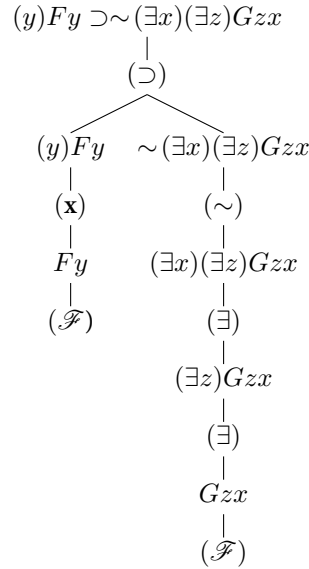 (y)Fy ⊃∼(∃x)(∃z)Gzx
(⊃)
(y)Fy ∼(∃x)(∃z)Gzx
(𝐱) (∼)
Fy (∃x)(∃z)Gzx
(ℱ) (∃)
(∃z)Gzx
(∃)
Gzx
(ℱ)